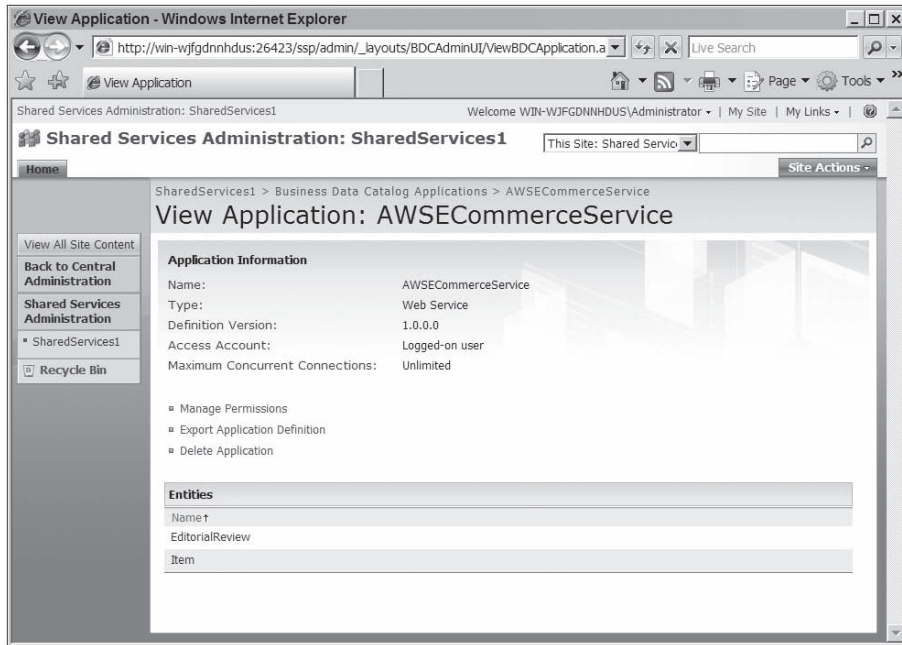 View Application - Windows Internet Explorer
http://win-wjfgdnnhdus:26423/ssp/admin/_layouts/BDCAdminUI/ViewBDCApplication.a
Live Search
View Application
Page
Tools
»
Shared Services Administration: SharedServices1
Welcome WIN-WJFGDNNHDUS\Administrator | My Site | My Links |
Shared Services Administration: SharedServices1
This Site: Shared Servic
Home
Site Actions
SharedServices1 > Business Data Catalog Applications > AWSECommerceService
View Application: AWSECommerceService
View All Site Content
Back to Central Administration
Shared Services Administration
SharedServices1
Recycle Bin
Application Information
Name: AWSECommerceService
Type: Web Service
Definition Version: 1.0.0.0
Access Account: Logged-on user
Maximum Concurrent Connections: Unlimited
Manage Permissions
Export Application Definition
Delete Application
Entities
Name↑
EditorialReview
Item